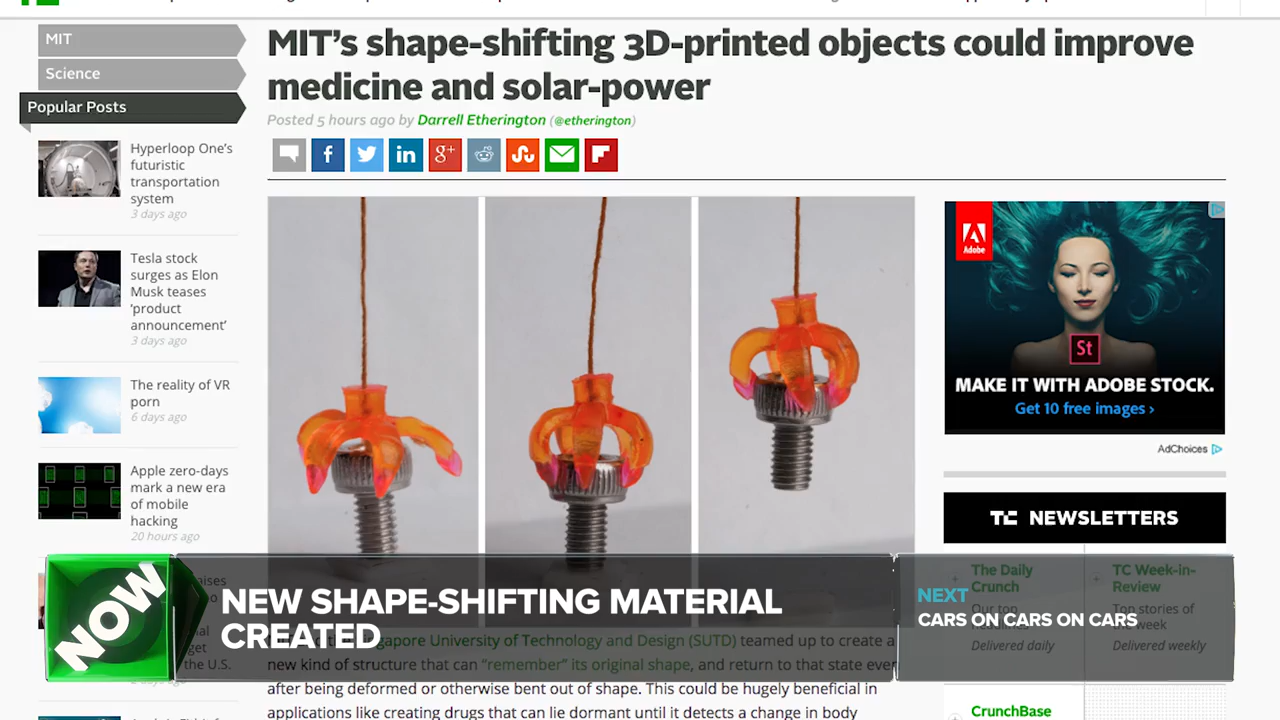 MIT
Science
Popular Posts
Hyperloop One's
futuristic
transportation
system
3 days ago
Tesla stock
surges as Elon
Musk teases
'product
announcement'
3 days ago
The reality of VR
porn
6 days ago
Apple zero-days
mark a new era
of mobile
hacking
20 hours ago
the U.S.
MIT's shape-shifting 3D-printed objects could improve
medicine and solar-power
Posted 5 hours ago by Darrell Etherington (@etherington)
f
in
g+
Adobe
St
MAKE IT WITH ADOBE STOCK.
Get 10 free images ›
AdChoices
TC NEWSLETTERS
The Daily
Crunch
Our top
Delivered daily
TC Week-in-
Review
Top stories of
week
Delivered weekly
CrunchBase
NOW
NEW SHAPE-SHIFTING MATERIAL
CREATED
NEXT
CARS ON CARS ON CARS
University of Technology and Design (SUTD) teamed up to create a
new kind of structure that can "remember" its original shape, and return to that state even
after being deformed or otherwise bent out of shape. This could be hugely beneficial in
applications like creating drugs that can lie dormant until it detects a change in body